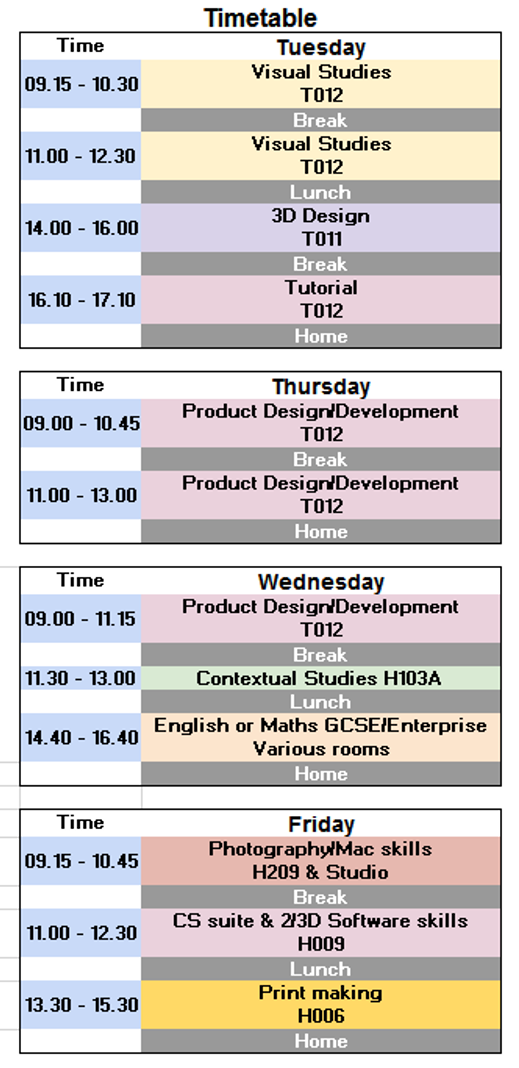 Timetable
Time Tuesday
09.15 - 10.30 Visual Studies
T012
Break
11.00 - 12.30 Visual Studies
T012
Lunch
14.00 - 16.00 3D Design
T011
Break
16.10 - 17.10 Tutorial
T012
Home
Time Thursday
09.00 - 10.45 Product Design/Development
T012
Break
11.00 - 13.00 Product Design/Development
T012
Home
Time Wednesday
09.00 - 11.15 Product Design/Development
T012
Break
11.30 - 13.00 Contextual Studies H103A
Lunch
14.40 - 16.40 English or Maths GCSE/Enterprise
Various rooms
Home
Time Friday
09.15 - 10.45 Photography/Mac skills
H209 & Studio
Break
11.00 - 12.30 CS suite & 2/3D Software skills
H009
Lunch
13.30 - 15.30 Print making
H006
Home